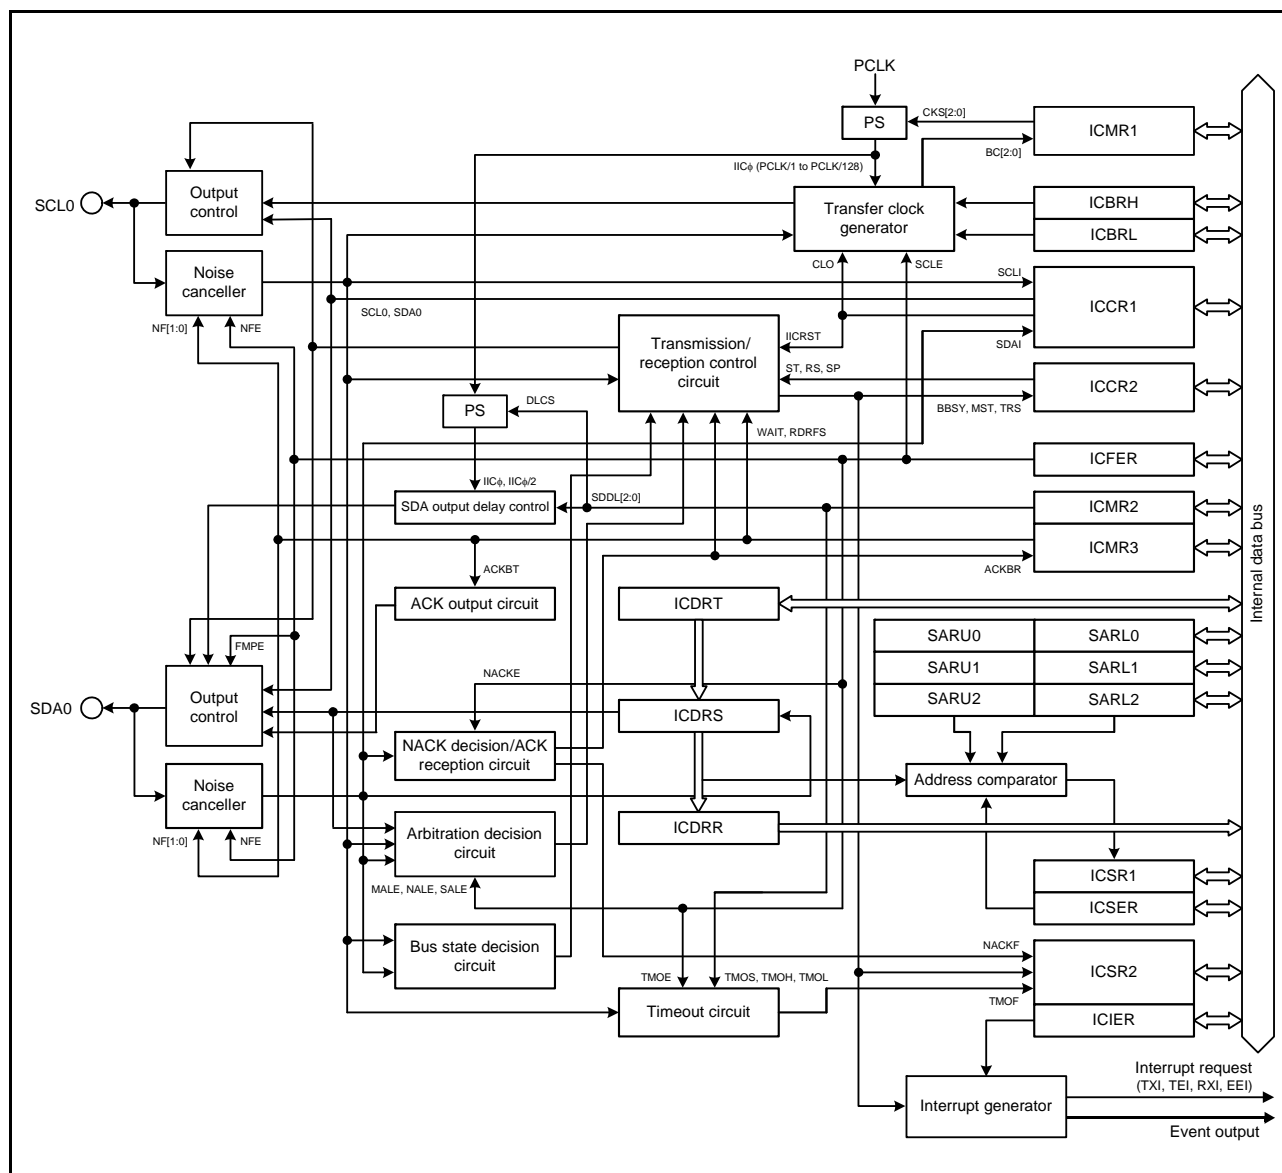 PCLK
PS
CKS[2:0]
ICMR1
BC[2:0]
IICϕ (PCLK/1 to PCLK/128)
SCL0
Output
control
Transfer clock
generator
ICBRH
ICBRL
Noise
canceller
CLO
SCLE
SCLI
ICCR1
NF[1:0]
NFE
SCL0, SDA0
Transmission/
reception control
circuit
IICRST
SDAI
ST, RS, SP
ICCR2
BBSY, MST, TRS
PS
DLCS
WAIT, RDRFS
ICFER
IICϕ, IICϕ/2
SDA output delay control
SDDL[2:0]
ICMR2
ICMR3
ACKBR
Internal data bus
ACKBT
ACK output circuit
ICDRT
SARU0
SARL0
SARU1
SARL1
SARU2
SARL2
FMPE
SDA0
Output
control
NACKE
ICDRS
NACK decision/ACK
reception circuit
Address comparator
Noise
canceller
NF[1:0]
NFE
Arbitration decision
circuit
ICDRR
MALE, NALE, SALE
ICSR1
ICSER
Bus state decision
circuit
NACKF
ICSR2
TMOE
TMOS, TMOH, TMOL
Timeout circuit
TMOF
ICIER
Interrupt generator
Interrupt request
(TXI, TEI, RXI, EEI)
Event output